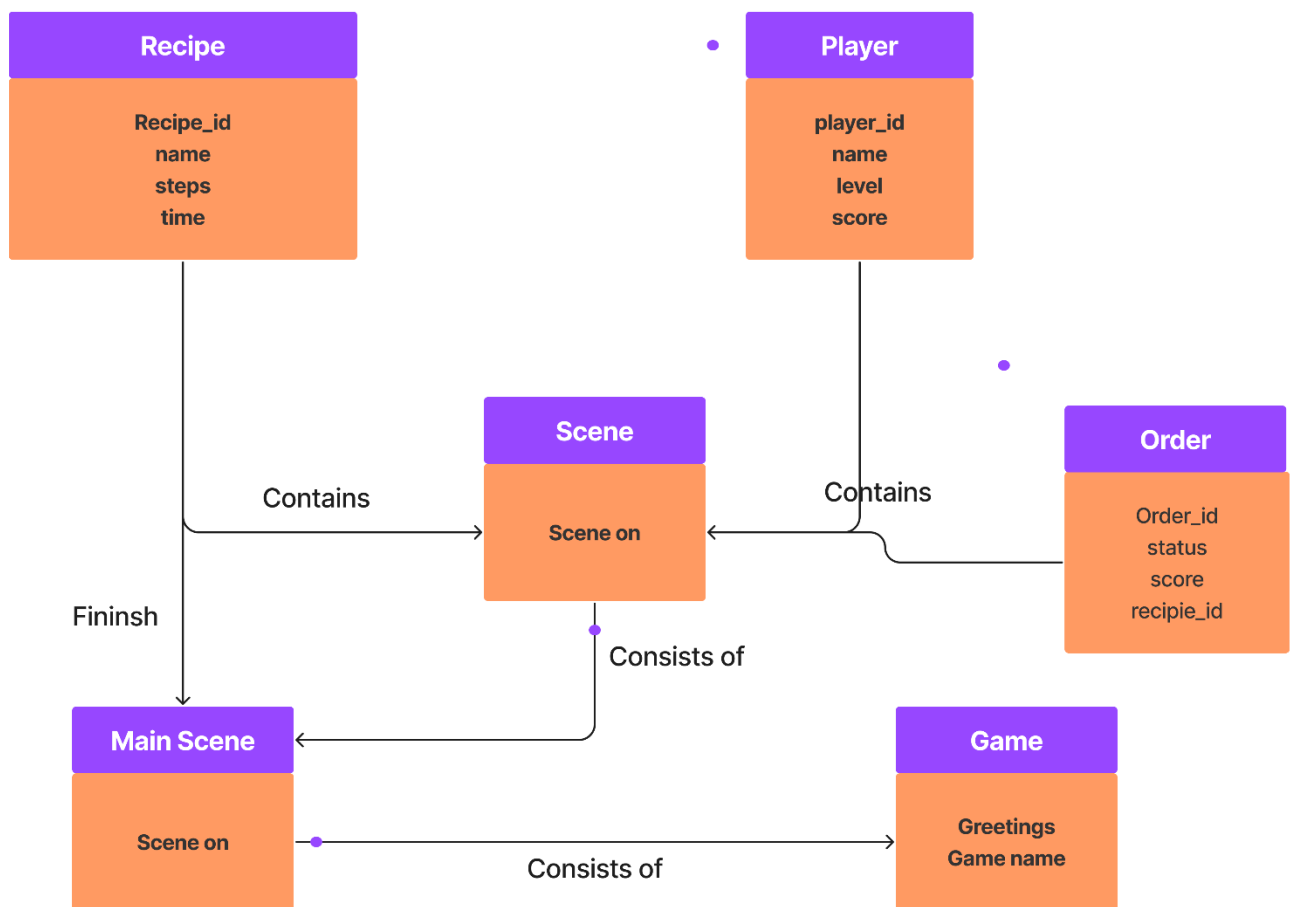 Recipe
Recipe_id
name
steps
time
Player
player_id
name
level
score
Scene
Scene on
Order
Order_id
status
score
recipie_id
Contains
Contains
Fininsh
Consists of
Main Scene
Scene on
Game
Greetings
Game name
Consists of